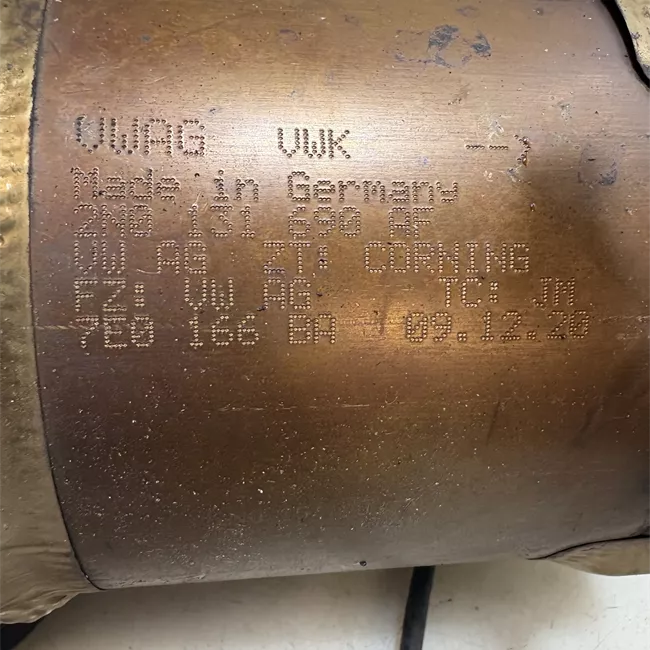 VWAG VWK -->
Made in Germany
2N0 131 690 AF
VW AG ZT: CORNING
FZ: VW AG TC: JM
7E0 166 BA 09.12.20